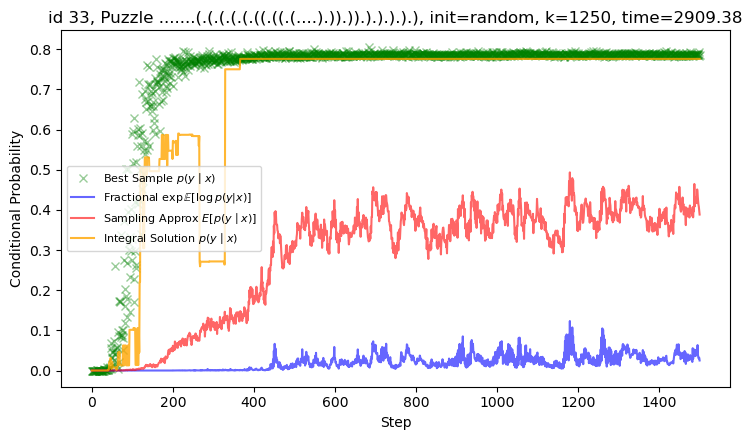 id 33, Puzzle .......(.(.(.(.(.((.((.(....).)).)).).).).).), init=random, k=1250, time=2909.38
0.8
0.7
0.6
0.5
0.4
0.3
0.2
0.1
0.0
Conditional Probability
Best Sample p(y | x)
Fractional exp 𝔼[log p(y|x)]
Sampling Approx E[p(y | x)]
Integral Solution p(y | x)
0 200 400 600 800 1000 1200 1400
Step